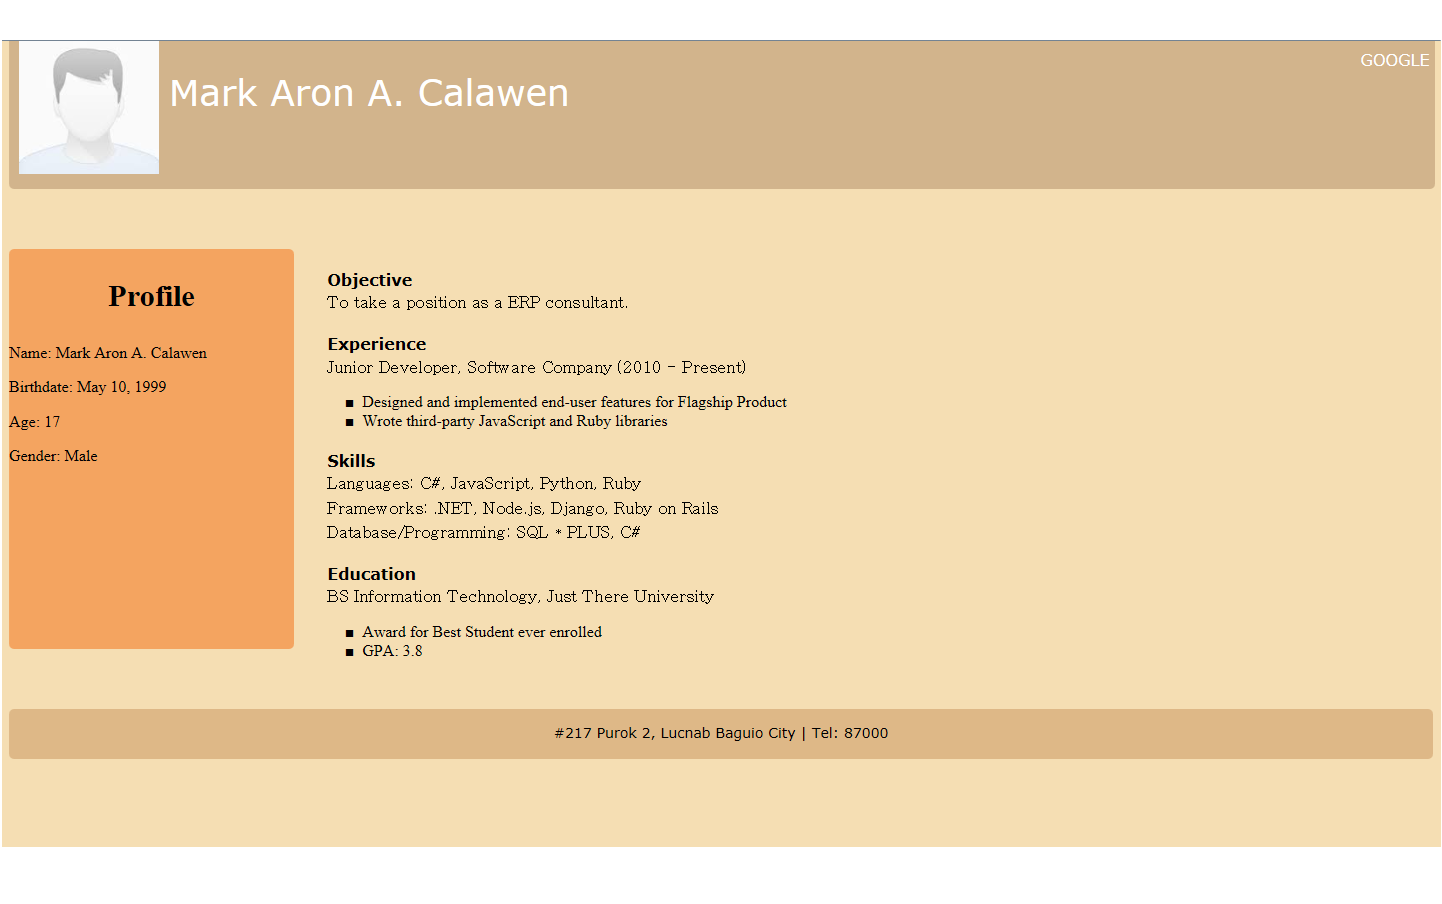 GOOGLE
Mark Aron A. Calawen
Profile
Name: Mark Aron A. Calawen
Birthdate: May 10, 1999
Age: 17
Gender: Male
Objective
To take a position as a ERP consultant.
Experience
Junior Developer, Software Company (2010 - Present)
▪ Designed and implemented end-user features for Flagship Product
▪ Wrote third-party JavaScript and Ruby libraries
Skills
Languages: C#, JavaScript, Python, Ruby
Frameworks: .NET, Node.js, Django, Ruby on Rails
Database/Programming: SQL * PLUS, C#
Education
BS Information Technology, Just There University
▪ Award for Best Student ever enrolled
▪ GPA: 3.8
#217 Purok 2, Lucnab Baguio City | Tel: 87000